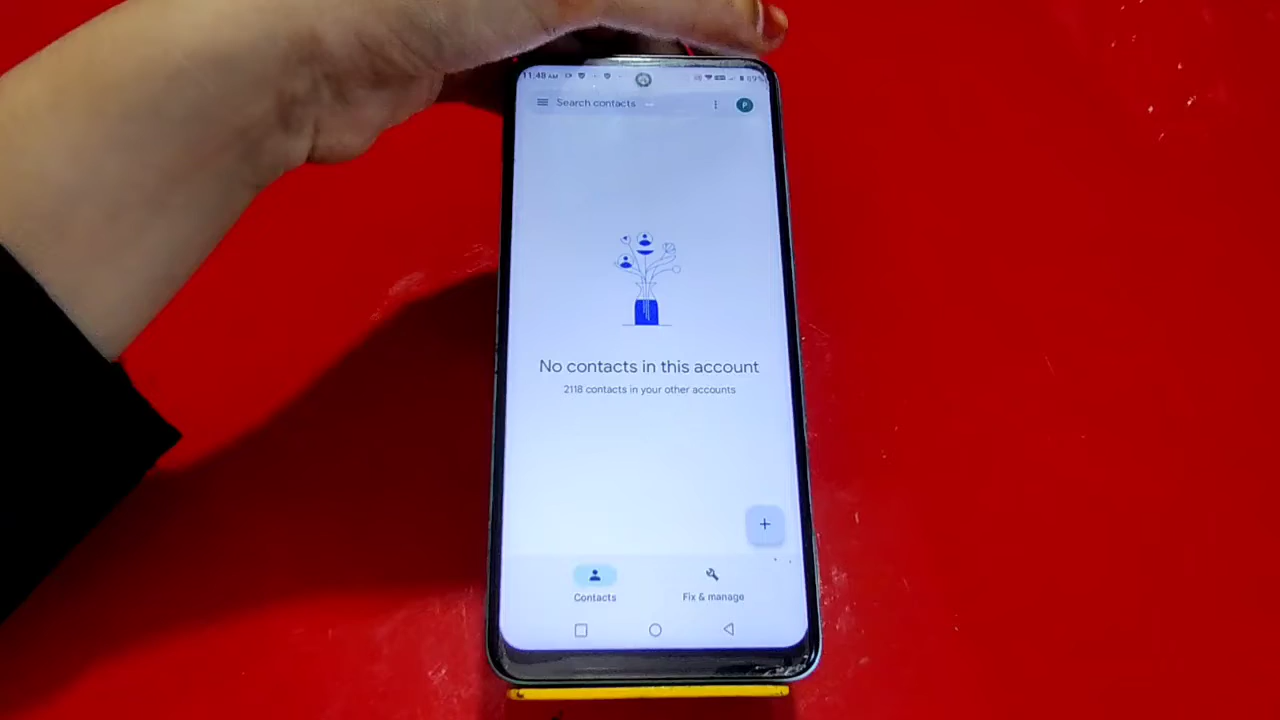 11:48 AM 89%
Search contacts
P
No contacts in this account
2118 contacts in your other accounts
+
Contacts Fix & manage